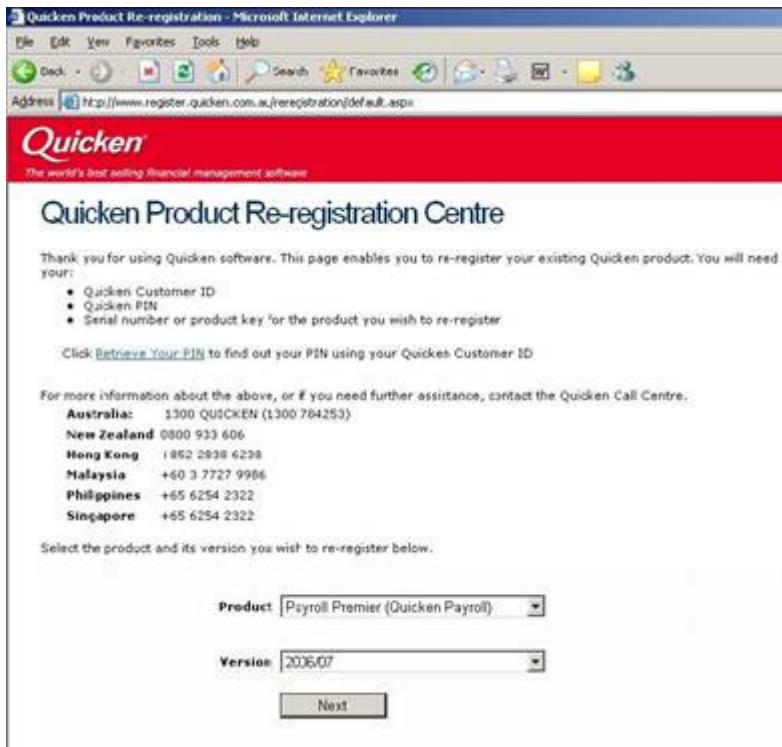 Quicken Product Re-registration - Microsoft Internet Explorer
File Edit View Favorites Tools Help
Back Search Favorites
Address http://www.register.quicken.com.au/reregistration/default.aspx
Quicken
The world's best selling financial management software
Quicken Product Re-registration Centre
Thank you for using Quicken software. This page enables you to re-register your existing Quicken product. You will need
your:
• Quicken Customer ID
• Quicken PIN
• Serial number or product key for the product you wish to re-register
Click Retrieve Your PIN to find out your PIN using your Quicken Customer ID
For more information about the above, or if you need further assistance, contact the Quicken Call Centre.
Australia: 1300 QUICKEN (1300 784253)
New Zealand 0800 933 606
Hong Kong +852 2838 6238
Malaysia +60 3 7727 9986
Philippines +65 6254 2322
Singapore +65 6254 2322
Select the product and its version you wish to re-register below.
Product Payroll Premier (Quicken Payroll)
Version 2006/07
Next